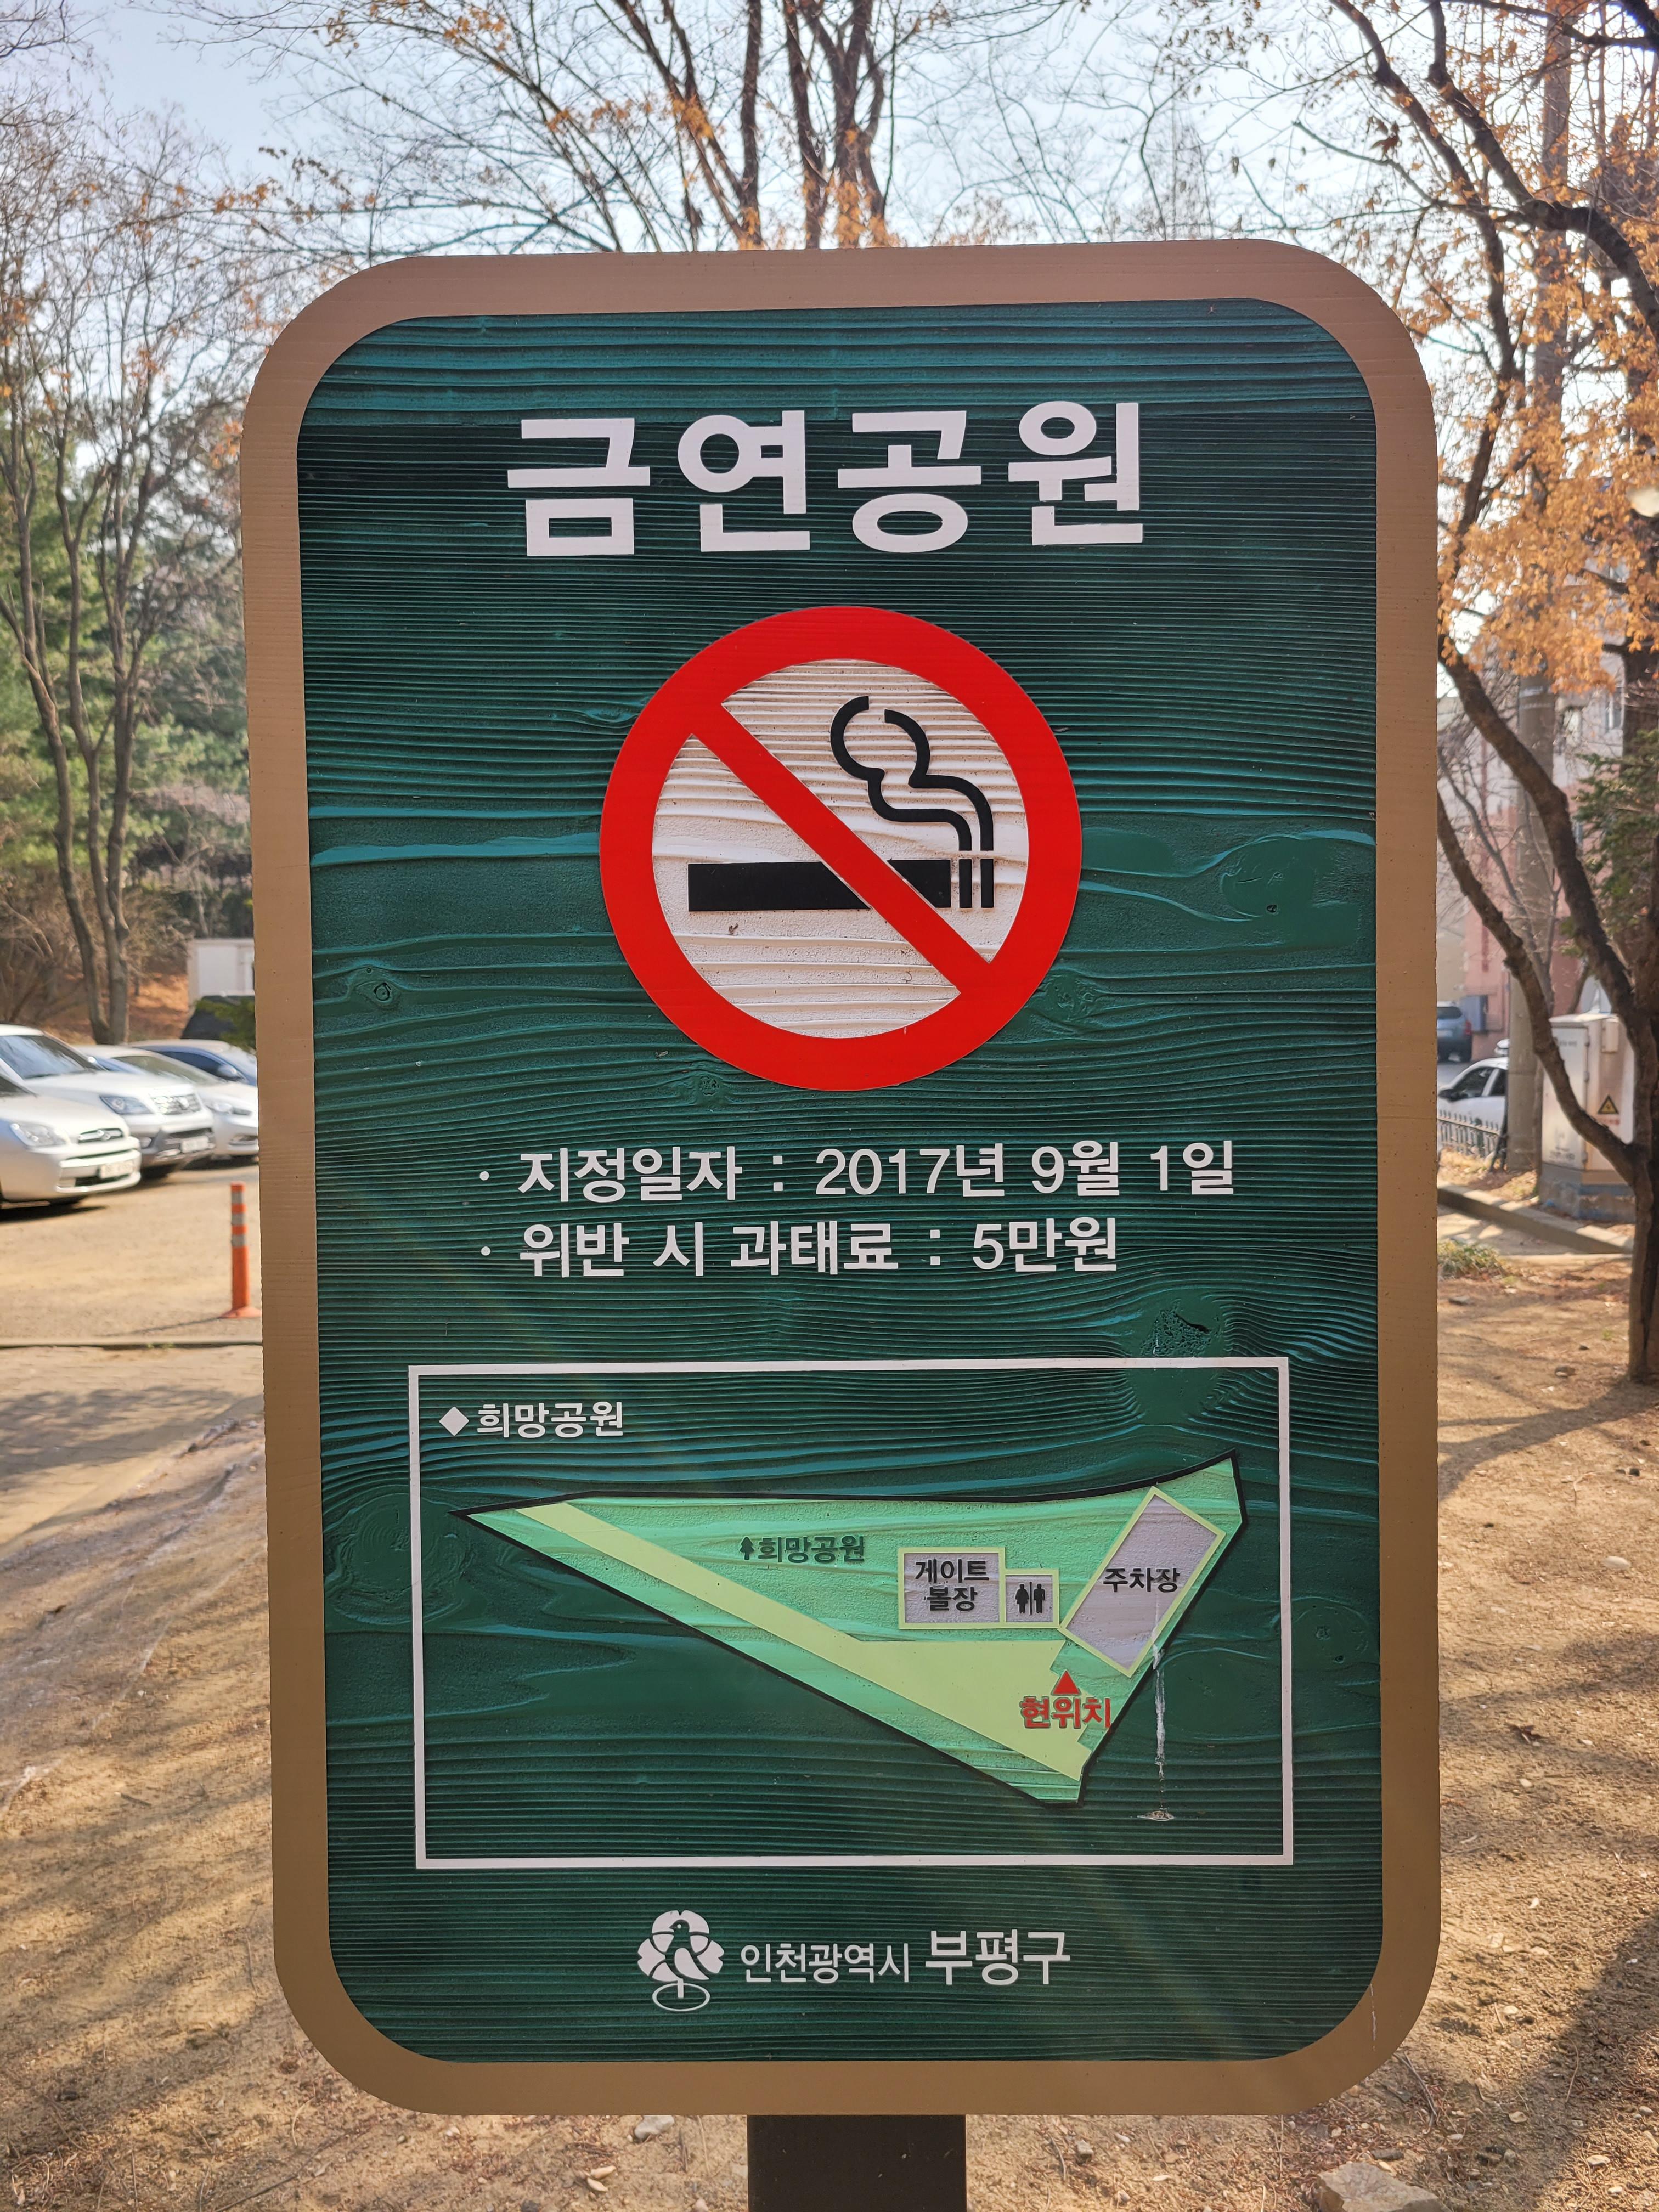 금연공원
· 지정일자 : 2017년 9월 1일
· 위반 시 과태료 : 5만원
◆희망공원
희망공원
게이트
볼장
주차장
현위치
인천광역시 부평구